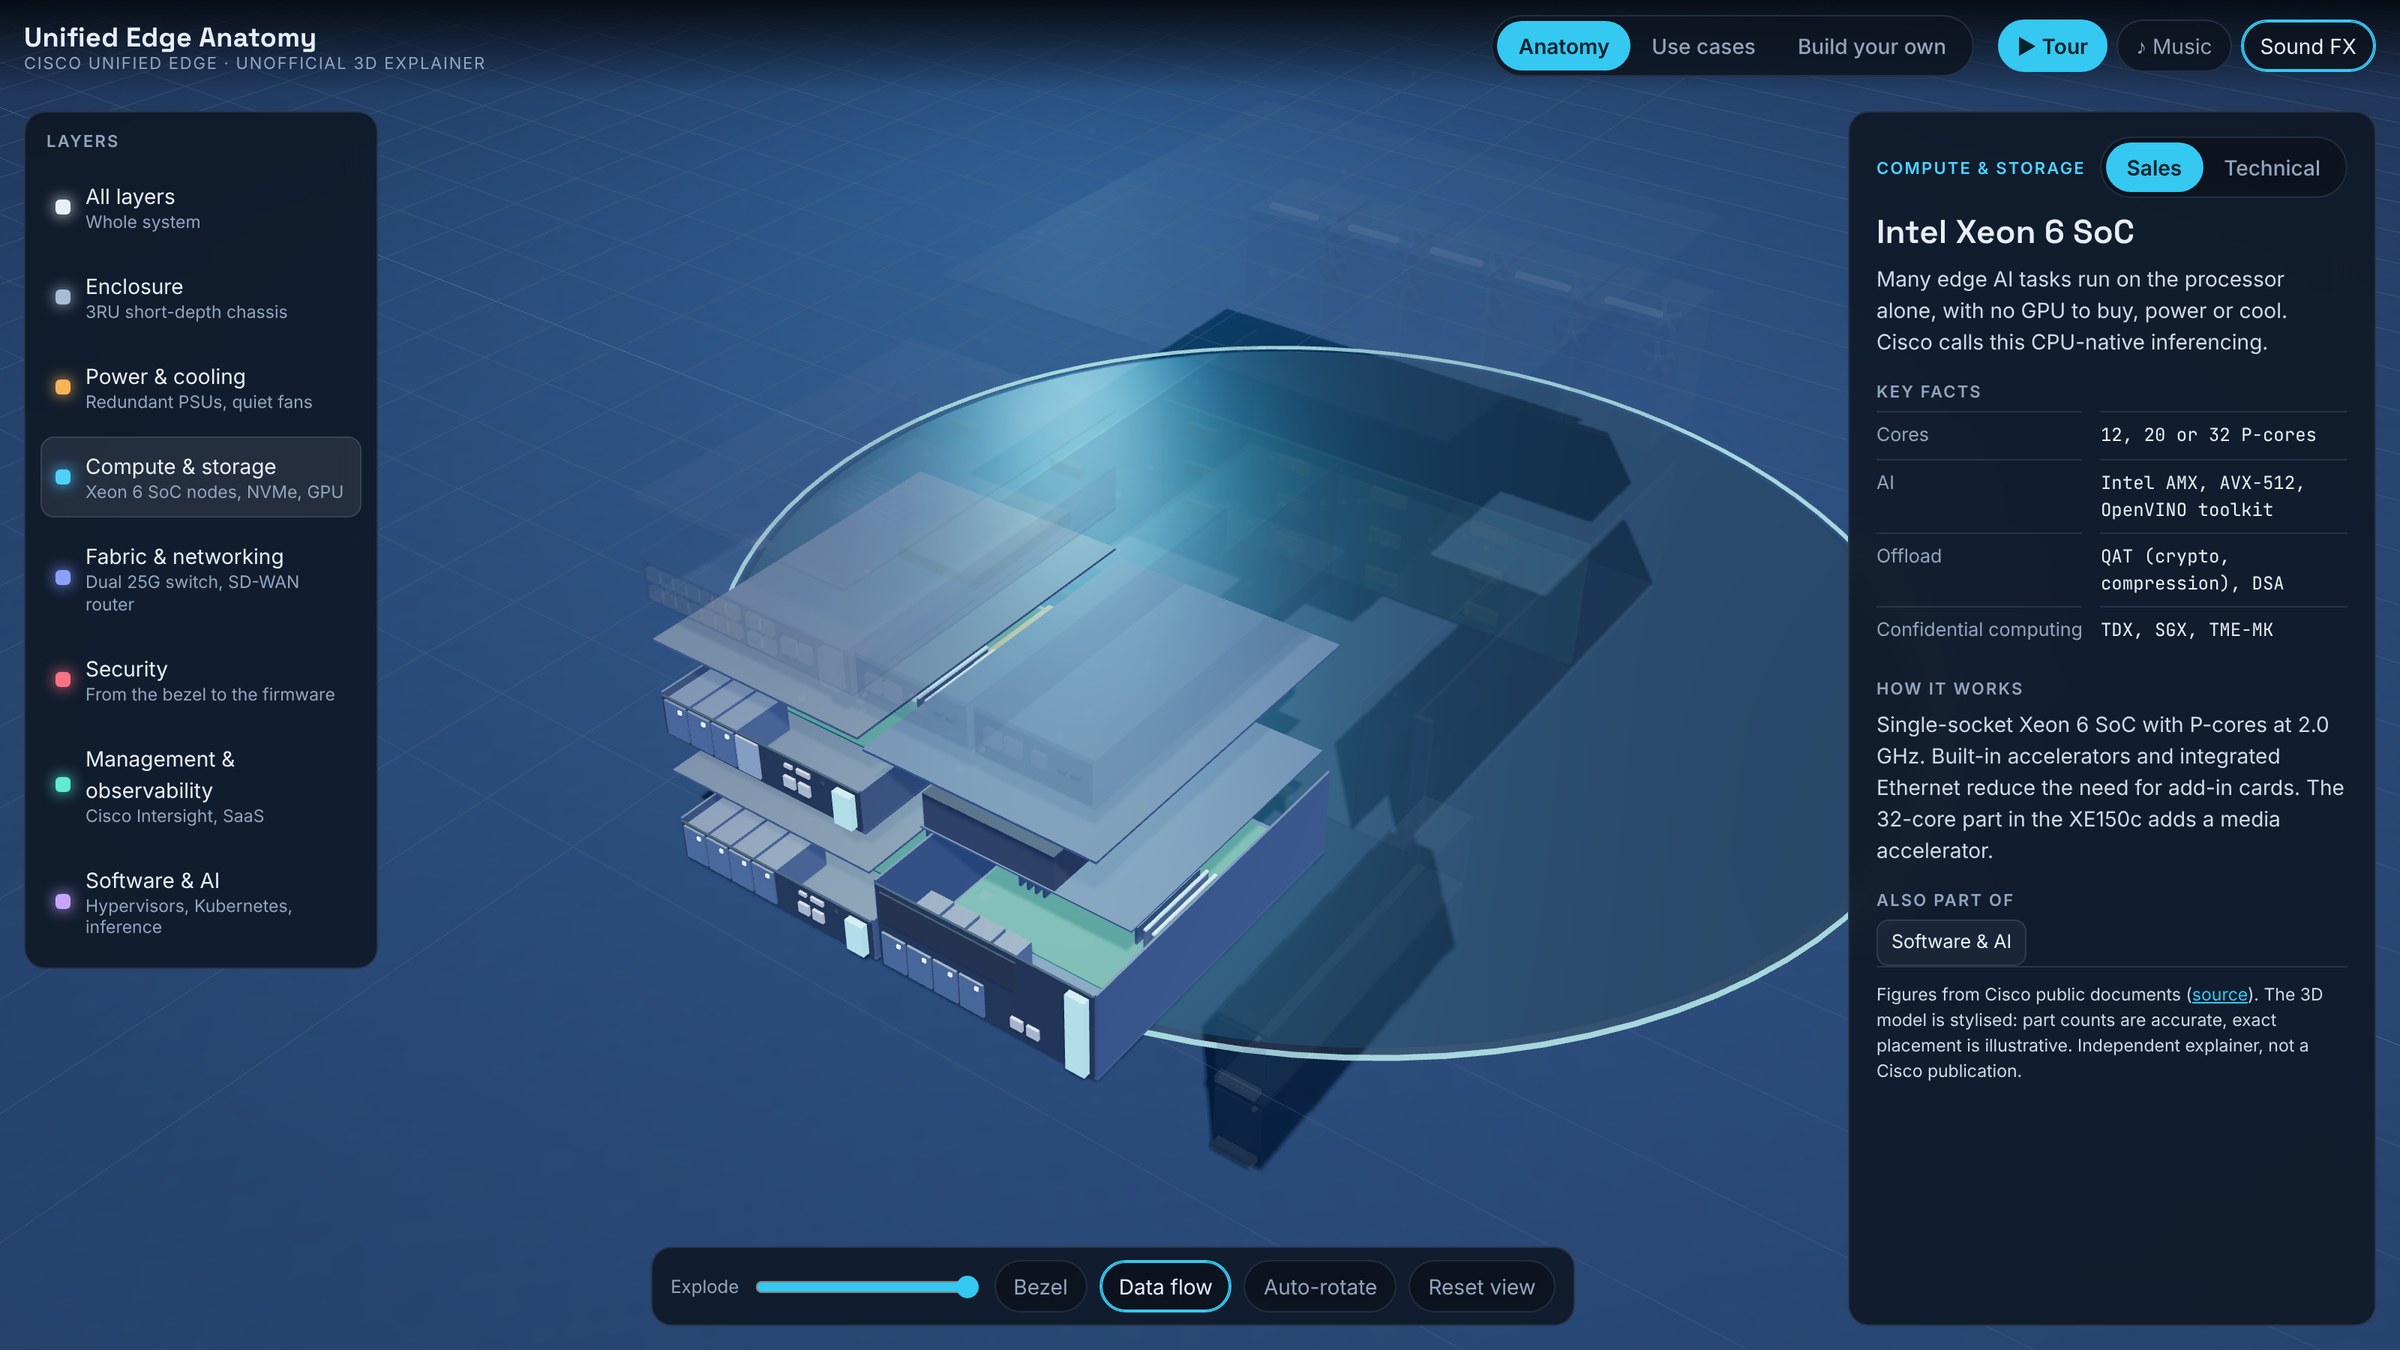 Unified Edge Anatomy
CISCO UNIFIED EDGE · UNOFFICIAL 3D EXPLAINER
Anatomy
Use cases
Build your own
▶ Tour
♪ Music
Sound FX
LAYERS
All layers
Whole system
Enclosure
3RU short-depth chassis
Power & cooling
Redundant PSUs, quiet fans
Compute & storage
Xeon 6 SoC nodes, NVMe, GPU
Fabric & networking
Dual 25G switch, SD-WAN
router
Security
From the bezel to the firmware
Management &
observability
Cisco Intersight, SaaS
Software & AI
Hypervisors, Kubernetes,
inference
COMPUTE & STORAGE
Sales
Technical
Intel Xeon 6 SoC
Many edge AI tasks run on the processor
alone, with no GPU to buy, power or cool.
Cisco calls this CPU-native inferencing.
KEY FACTS
Cores 12, 20 or 32 P-cores
AI Intel AMX, AVX-512,
OpenVINO toolkit
Offload QAT (crypto,
compression), DSA
Confidential computing TDX, SGX, TME-MK
HOW IT WORKS
Single-socket Xeon 6 SoC with P-cores at 2.0
GHz. Built-in accelerators and integrated
Ethernet reduce the need for add-in cards. The
32-core part in the XE150c adds a media
accelerator.
ALSO PART OF
Software & AI
Figures from Cisco public documents (source). The 3D
model is stylised: part counts are accurate, exact
placement is illustrative. Independent explainer, not a
Cisco publication.
Explode
Bezel
Data flow
Auto-rotate
Reset view